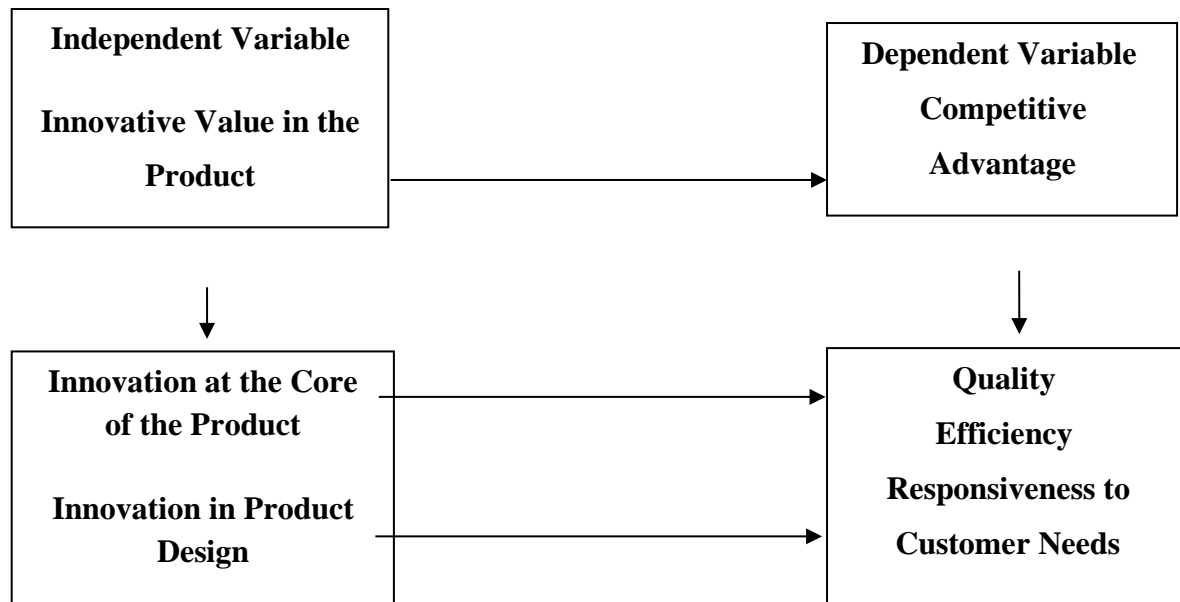 Independent Variable
Innovative Value in the
Product
Dependent Variable
Competitive
Advantage
Innovation at the Core
of the Product
Innovation in Product
Design
Quality
Efficiency
Responsiveness to
Customer Needs